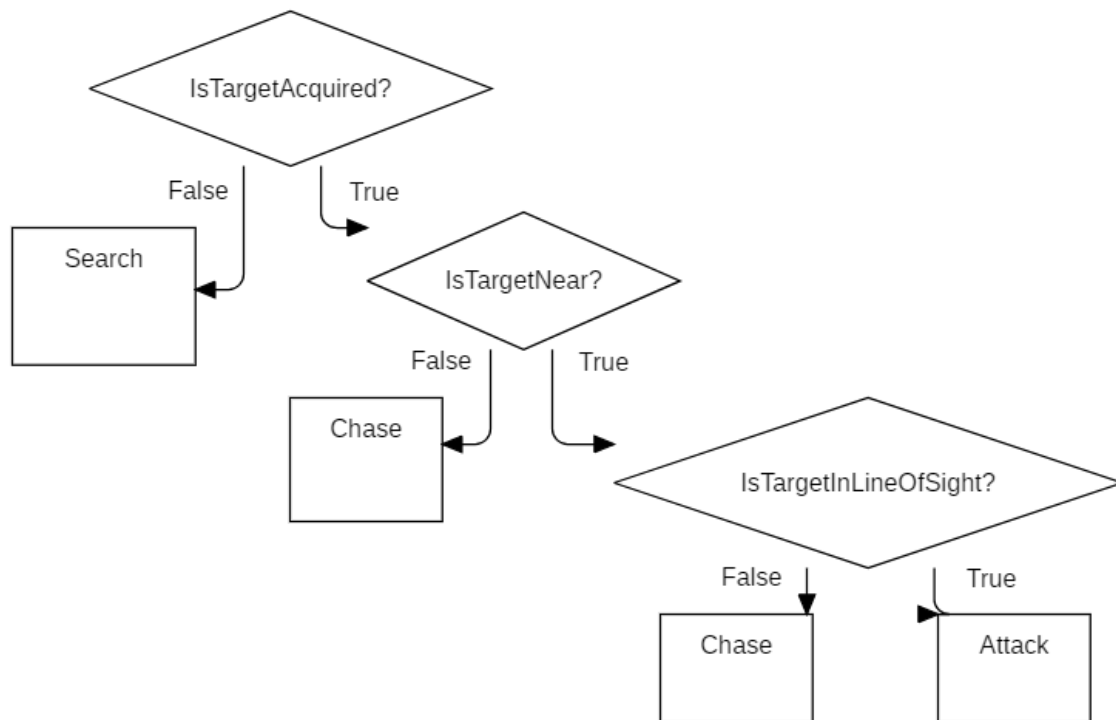 IsTargetAcquired?
False
True
Search
IsTargetNear?
False
True
Chase
IsTargetInLineOfSight?
False
True
Chase
Attack